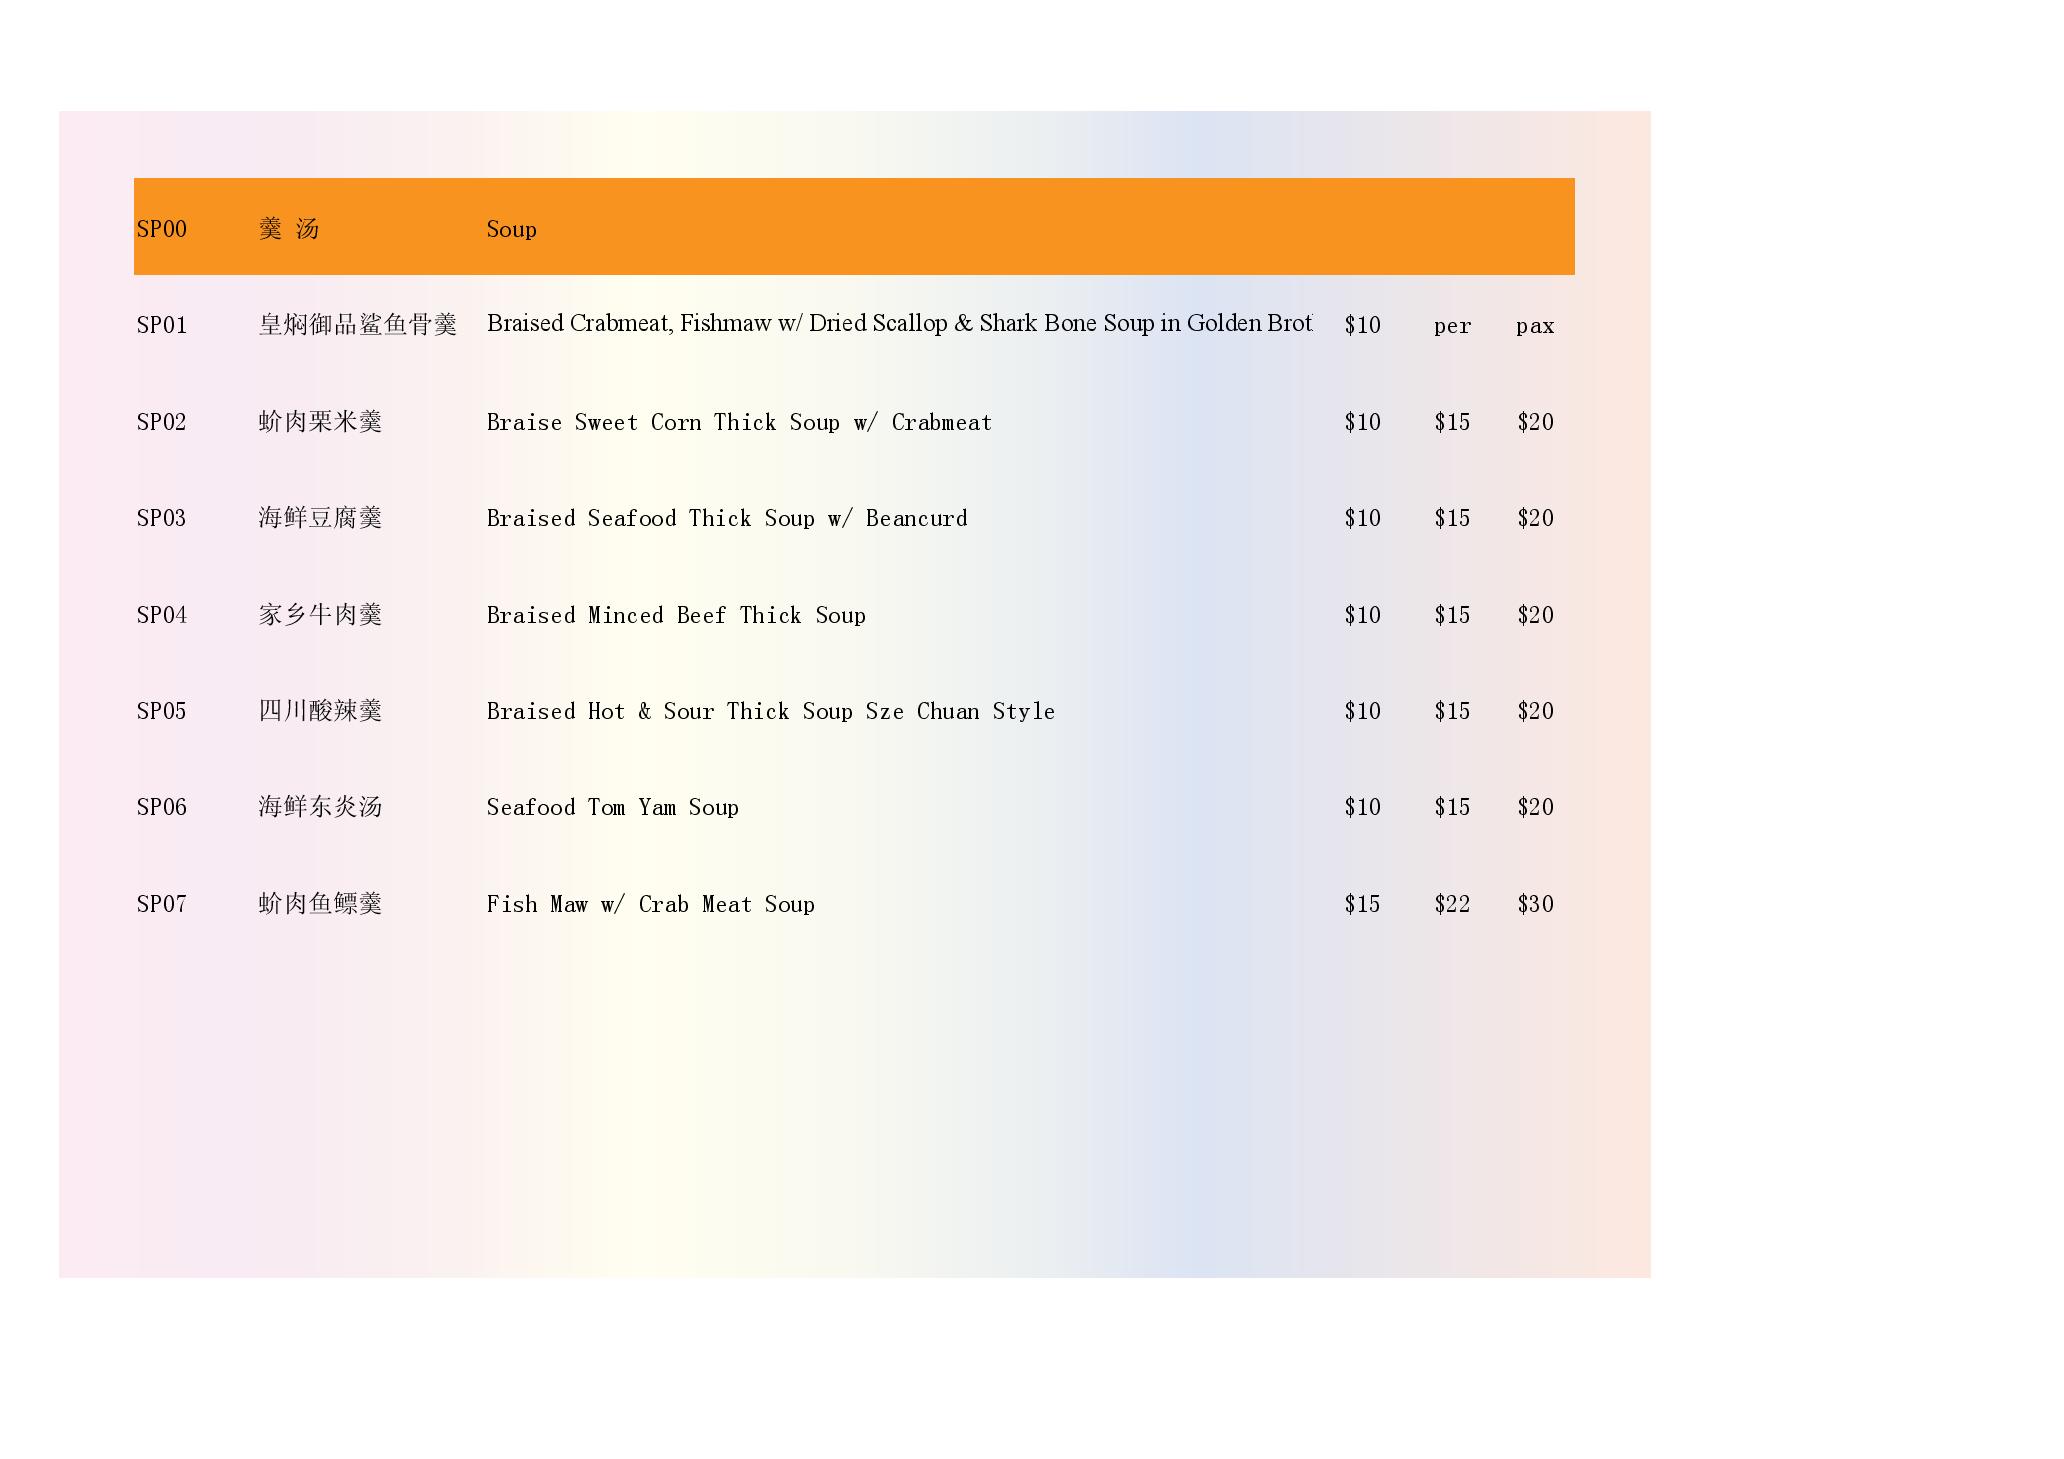 SP00 羹 汤 Soup
SP01 皇焖御品鲨鱼骨羹 Braised Crabmeat, Fishmaw w/ Dried Scallop & Shark Bone Soup in Golden $10 per pax
SP02 蚧肉栗米羹 Braise Sweet Corn Thick Soup w/ Crabmeat $10 $15 $20
SP03 海鲜豆腐羹 Braised Seafood Thick Soup w/ Beancurd $10 $15 $20
SP04 家乡牛肉羹 Braised Minced Beef Thick Soup $10 $15 $20
SP05 四川酸辣羹 Braised Hot & Sour Thick Soup Sze Chuan Style $10 $15 $20
SP06 海鲜东炎汤 Seafood Tom Yam Soup $10 $15 $20
SP07 蚧肉鱼鳔羹 Fish Maw w/ Crab Meat Soup $15 $22 $30